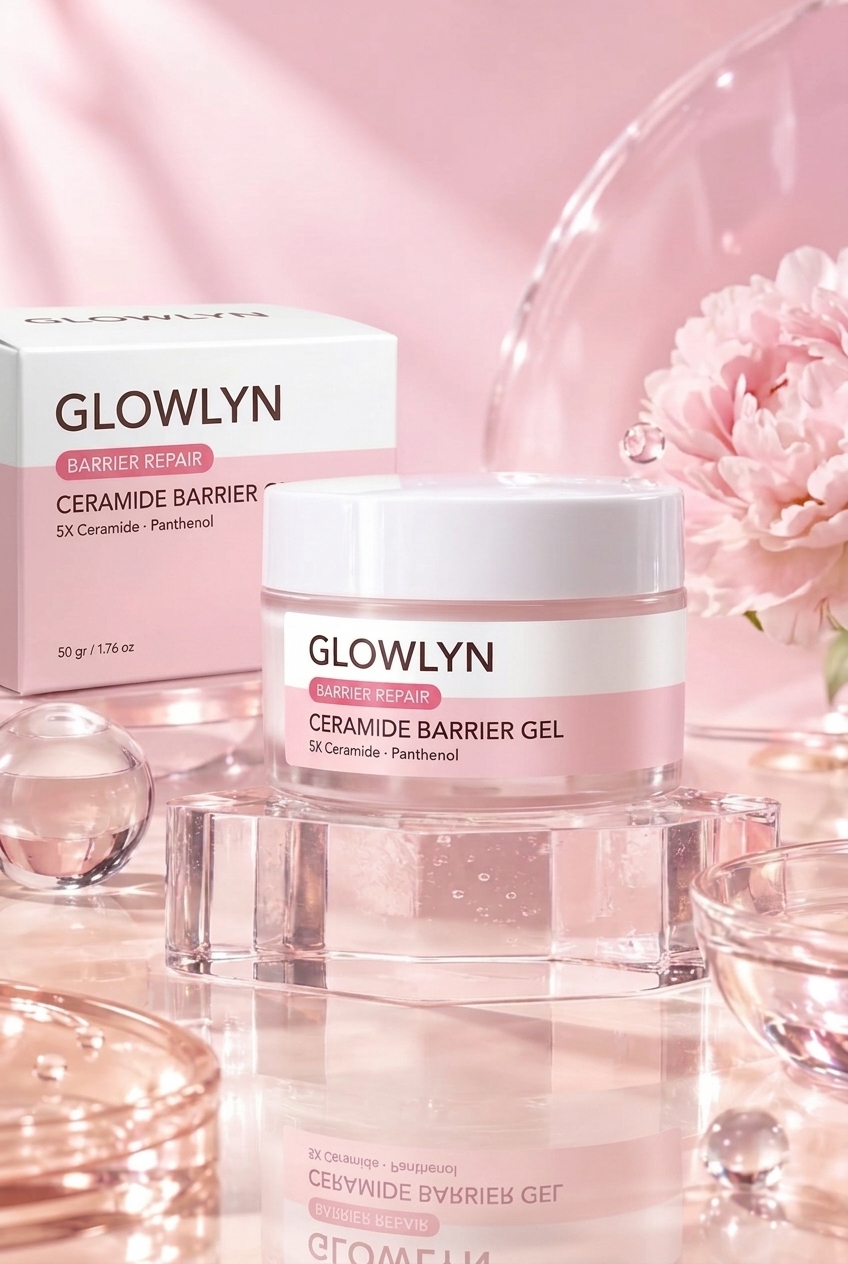 GLOWLYN
GLOWLYN
BARRIER REPAIR
CERAMIDE BARRIER
5X Ceramide · Panthenol
50 gr / 1.76 oz
GLOWLYN
BARRIER REPAIR
CERAMIDE BARRIER GEL
5X Ceramide · Panthenol
5X Ceramide · Panthenol
CERAMIDE BARRIER GEL
BARRIER REPAIR
GLOWLYN